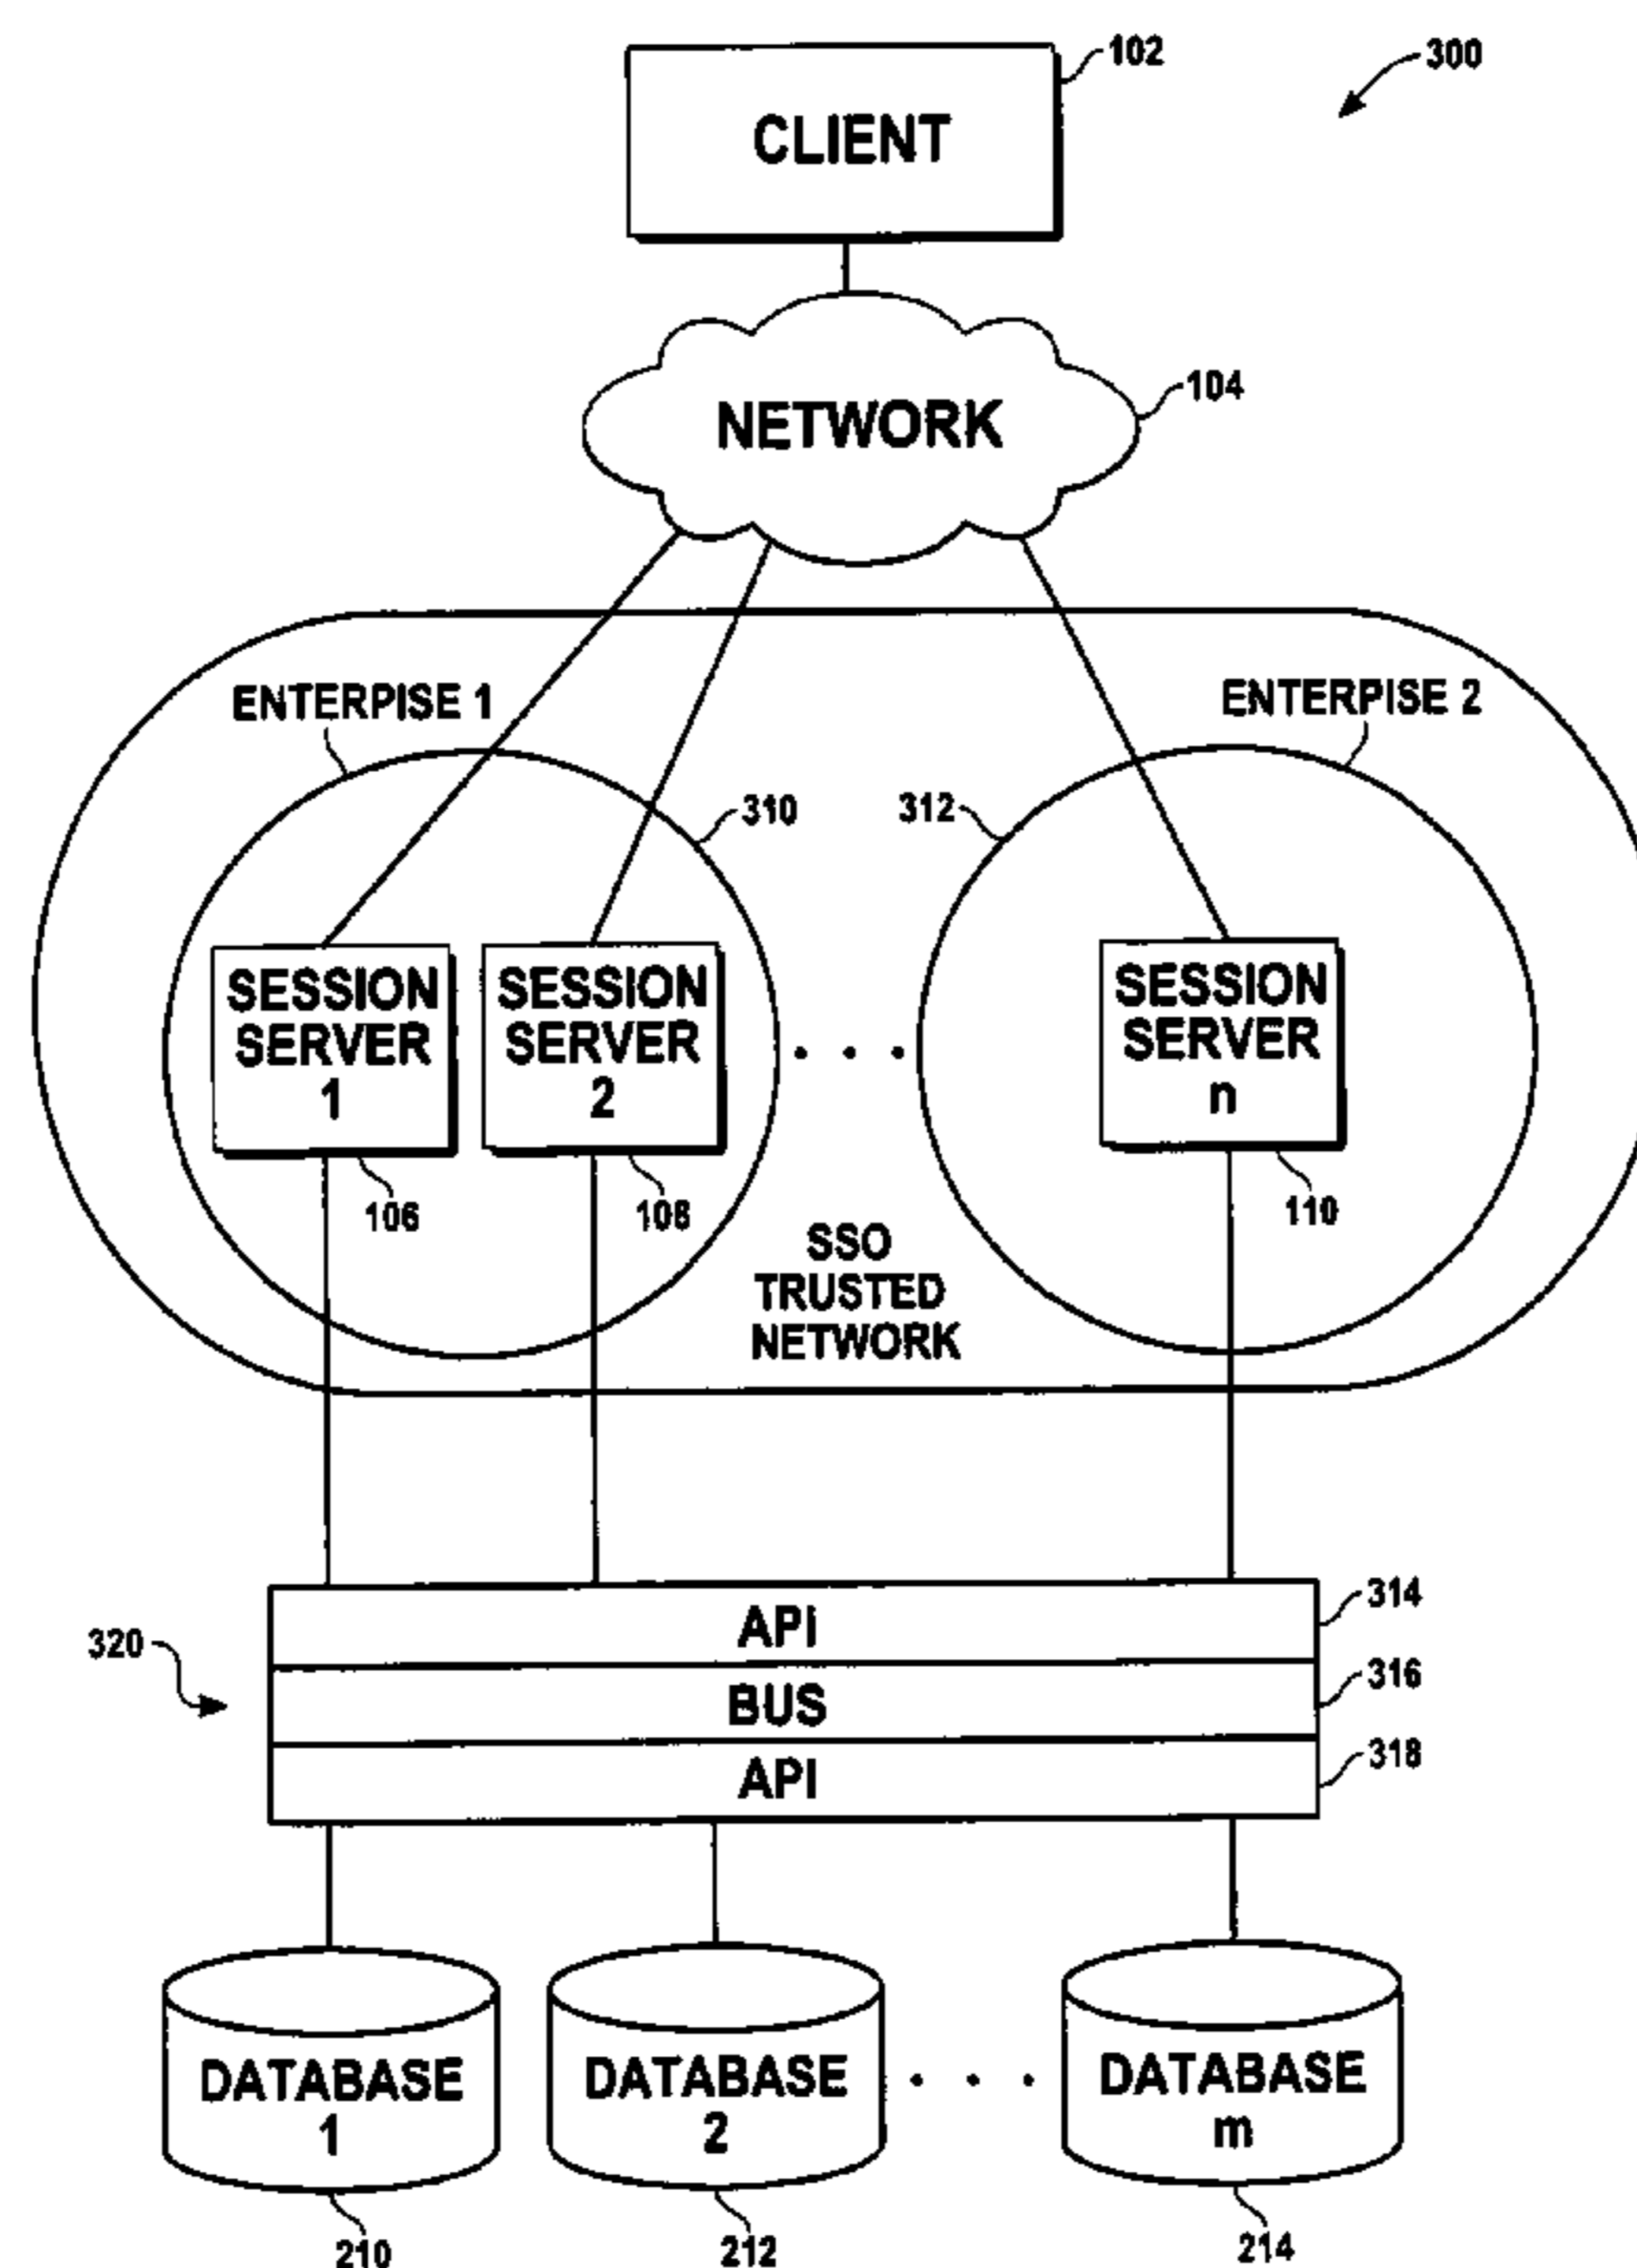 102
300
CLIENT
104
NETWORK
ENTERPISE 1
ENTERPISE 2
310
312
SESSION
SERVER
1
SESSION
SERVER
2
SESSION
SERVER
n
106
108
110
SSO
TRUSTED
NETWORK
314
API
320
316
BUS
318
API
DATABASE
1
DATABASE
2
DATABASE
m
210
212
214